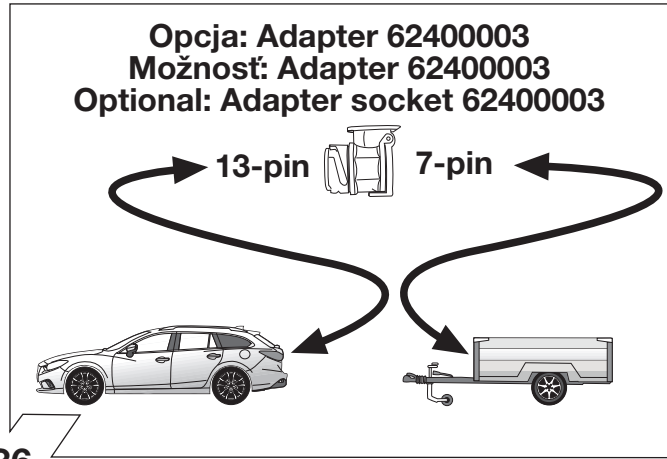 Opcja: Adapter 62400003
Možnosť: Adapter 62400003
Optional: Adapter socket 62400003
13-pin 7-pin